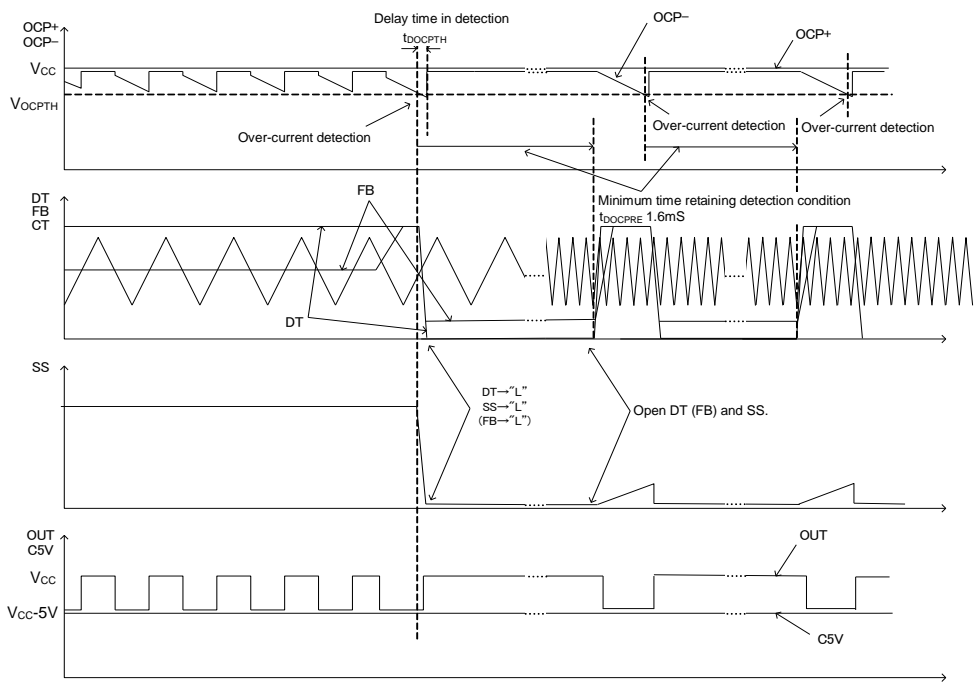 Delay time in detection
tDOCPTH
OCP+
OCP−
OCP−
OCP+
VCC
VOCPTH
Over-current detection
Over-current detection
Over-current detection
Minimum time retaining detection condition
tDOCPRE 1.6mS
DT
FB
CT
FB
DT
SS
DT→"L"
SS→"L"
(FB→"L")
Open DT (FB) and SS.
OUT
C5V
OUT
VCC
VCC-5V
C5V